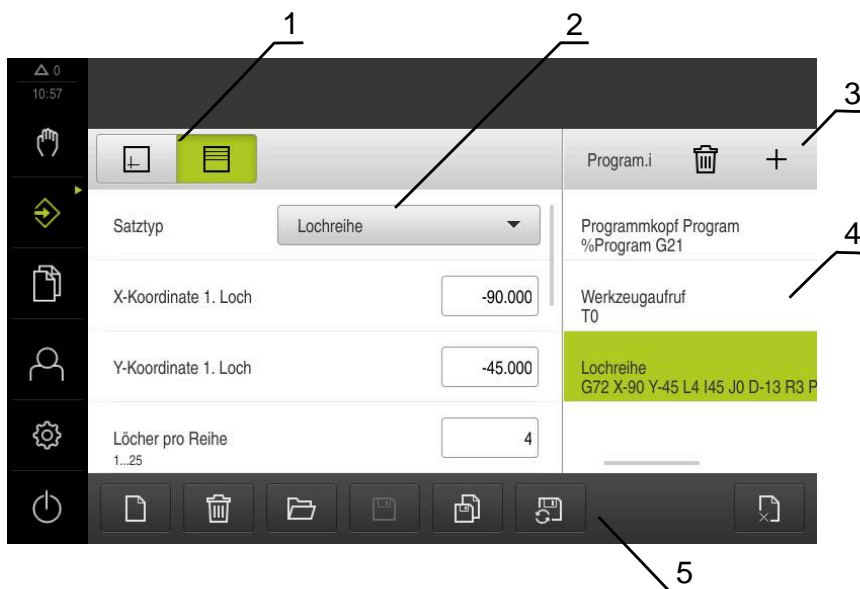 1
2
3
4
5
0
10:57
Program.i
Satztyp
Lochreihe
X-Koordinate 1. Loch
-90.000
Y-Koordinate 1. Loch
-45.000
Löcher pro Reihe
1...25
4
Programmkopf Program
%Program G21
Werkzeugaufruf
T0
Lochreihe
G72 X-90 Y-45 L4 I45 J0 D-13 R3 P